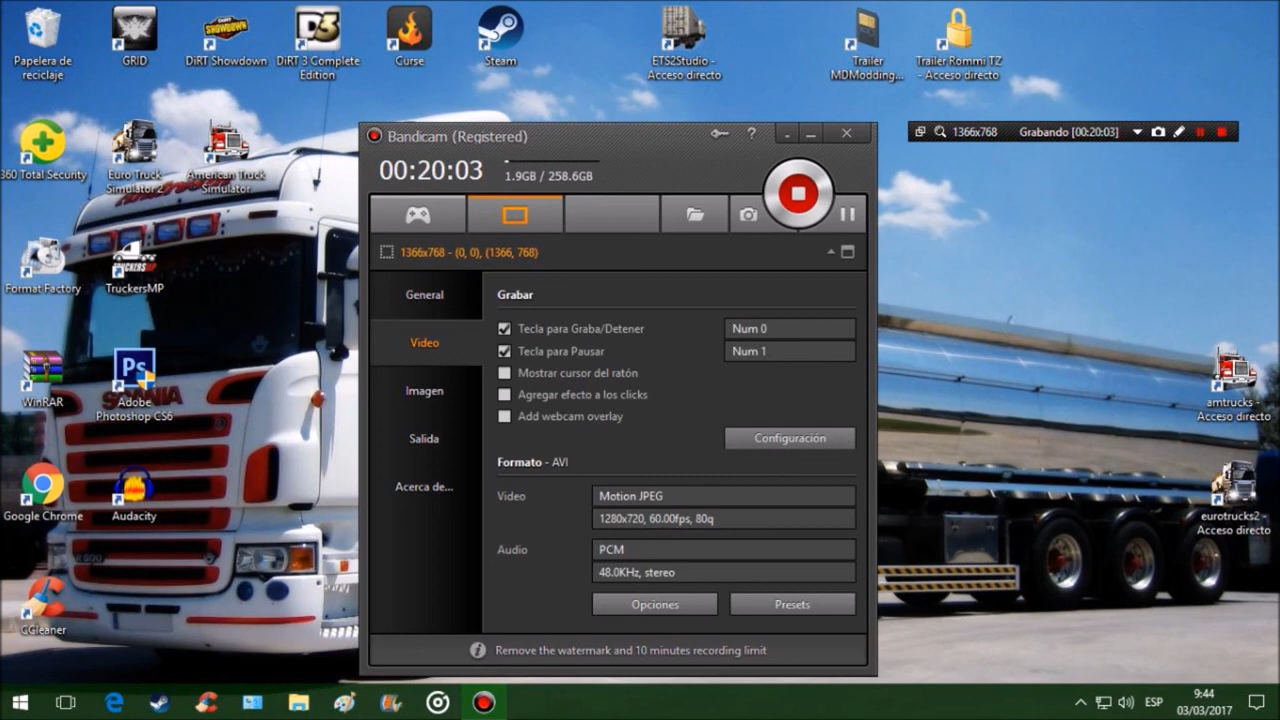 Papelera de
reciclaje
GRID
DiRT Showdown
DiRT 3 Complete
Edition
Curse
Steam
ETS2Studio -
Acceso directo
Trailer
MDModding...
Trailer Rommi TZ
- Acceso directo
360 Total Security
Euro Truck
Simulator 2
American Truck
Simulator
Format Factory
TruckersMP
WinRAR
Adobe
Photoshop CS6
Google Chrome
Audacity
CCleaner
SCANIA
Bandicam (Registered)
00:20:03
1.9GB / 258.6GB
1366x768 - (0, 0), (1366, 768)
General
Video
Imagen
Salida
Acerca de...
Grabar
Tecla para Graba/Detener
Num 0
Tecla para Pausar
Num 1
Mostrar cursor del ratón
Agregar efecto a los clicks
Add webcam overlay
Configuración
Formato - AVI
Video
Motion JPEG
1280x720, 60.00fps, 80q
Audio
PCM
48.0KHz, stereo
Opciones
Presets
Remove the watermark and 10 minutes recording limit
1366x768
Grabando [00:20:03]
amtrucks -
Acceso directo
eurotrucks2 -
Acceso directo
ESP
9:44
03/03/2017